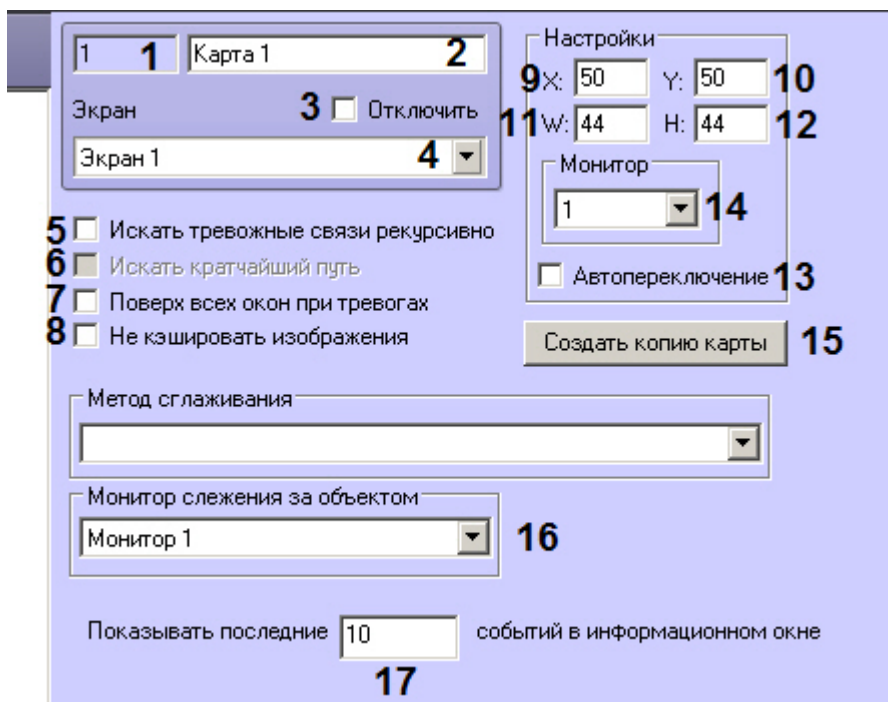 1 1 Карта 1 2
Экран 3 Отключить
Экран 1 4
Настройки
9 X: 50 Y: 50 10
11 W: 44 H: 44 12
Монитор
1 14
13 Автопереключение
5 Искать тревожные связи рекурсивно
6 Искать кратчайший путь
7 Поверх всех окон при тревогах
8 Не кэшировать изображения
Создать копию карты 15
Метод сглаживания
Монитор слежения за объектом
Монитор 1 16
Показывать последние 10 событий в информационном окне
17